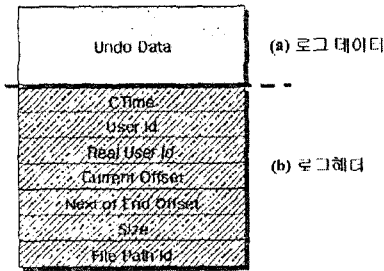 Undo Data
(a) 로그 데이터
CTime
User Id
Real User Id
Current Offset
Next of End Offset
Size
File Path Id
(b) 로그헤더